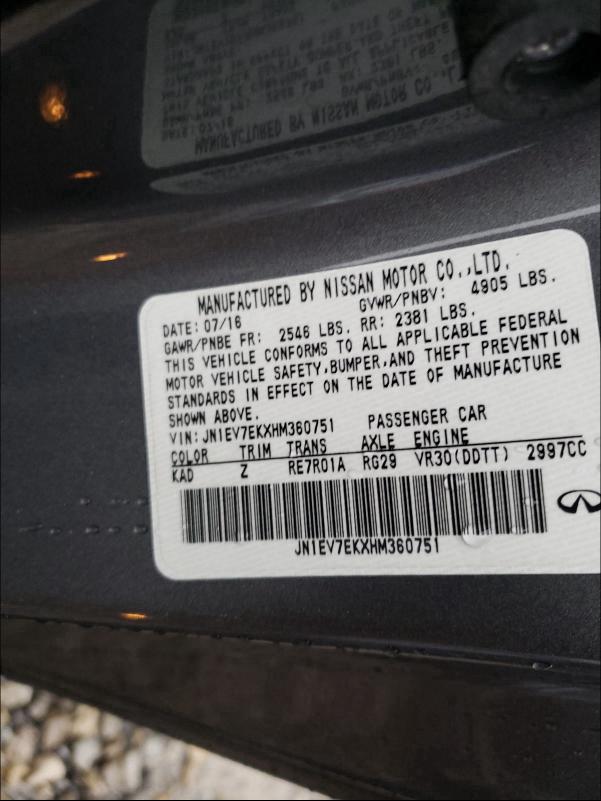 MANUFACTURED BY NISSAN MOTOR CO.,LTD.
DATE: 07/16 GVWR/PNBV: 4905 LBS.
GAWR/PNBE FR: 2546 LBS. RR: 2381 LBS.
THIS VEHICLE CONFORMS TO ALL APPLICABLE FEDERAL
MOTOR VEHICLE SAFETY,BUMPER,AND THEFT PREVENTION
STANDARDS IN EFFECT ON THE DATE OF MANUFACTURE
SHOWN ABOVE.
VIN: JN1EV7EKXHM360751 PASSENGER CAR
COLOR TRIM TRANS AXLE ENGINE
KAD Z RE7R01A RG29 VR30(DDTT) 2997CC
JN1EV7EKXHM360751